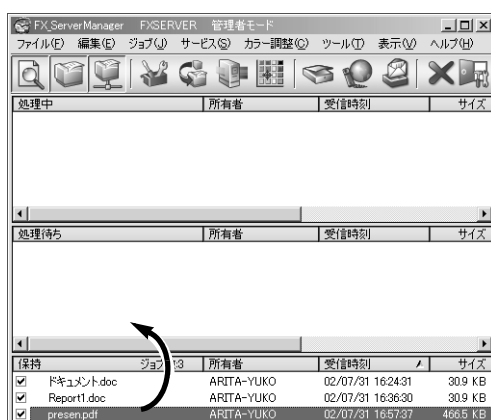 FX_ServerManager FXSERVER 管理者モード
ファイル(F) 編集(E) ジョブ(J) サービス(S) カラー調整(C) ツール(T) 表示(V) ヘルプ(H)
処理中 所有者 受信時刻 サイズ
処理待ち 所有者 受信時刻 サイズ
保持 所有者 受信時刻 サイズ
ドキュメント.doc ARITA-YUKO 02/07/31 16:24:31 30.9 KB
Report1.doc ARITA-YUKO 02/07/31 16:36:30 30.9 KB
presen.pdf ARITA-YUKO 02/07/31 16:57:37 466.5 KB